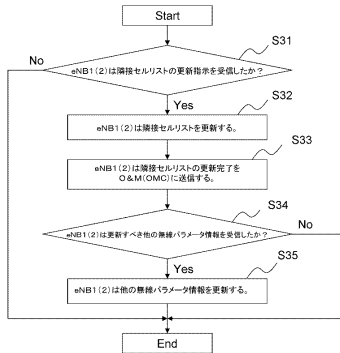 Start
S31
No
eNB1(2)は隣接セルリストの更新指示を受信したか？
Yes
S32
eNB1(2)は隣接セルリストを更新する。
S33
eNB1(2)は隣接セルリストの更新完了を
O＆M(OMC)に送信する。
S34
No
eNB1(2)は更新すべき他の無線パラメータ情報を受信したか？
Yes
S35
eNB1(2)は他の無線パラメータ情報を更新する。
End